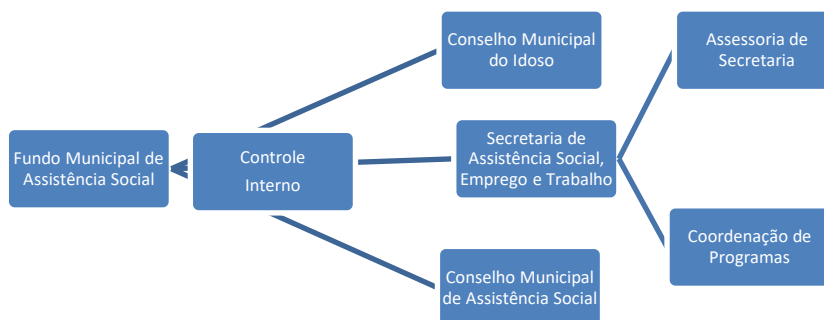 Conselho Municipal
do Idoso
Assessoria de
Secretaria
Fundo Municipal de
Assistência Social
Controle
Interno
Secretaria de
Assistência Social,
Emprego e Trabalho
Coordenação de
Programas
Conselho Municipal
de Assistência Social